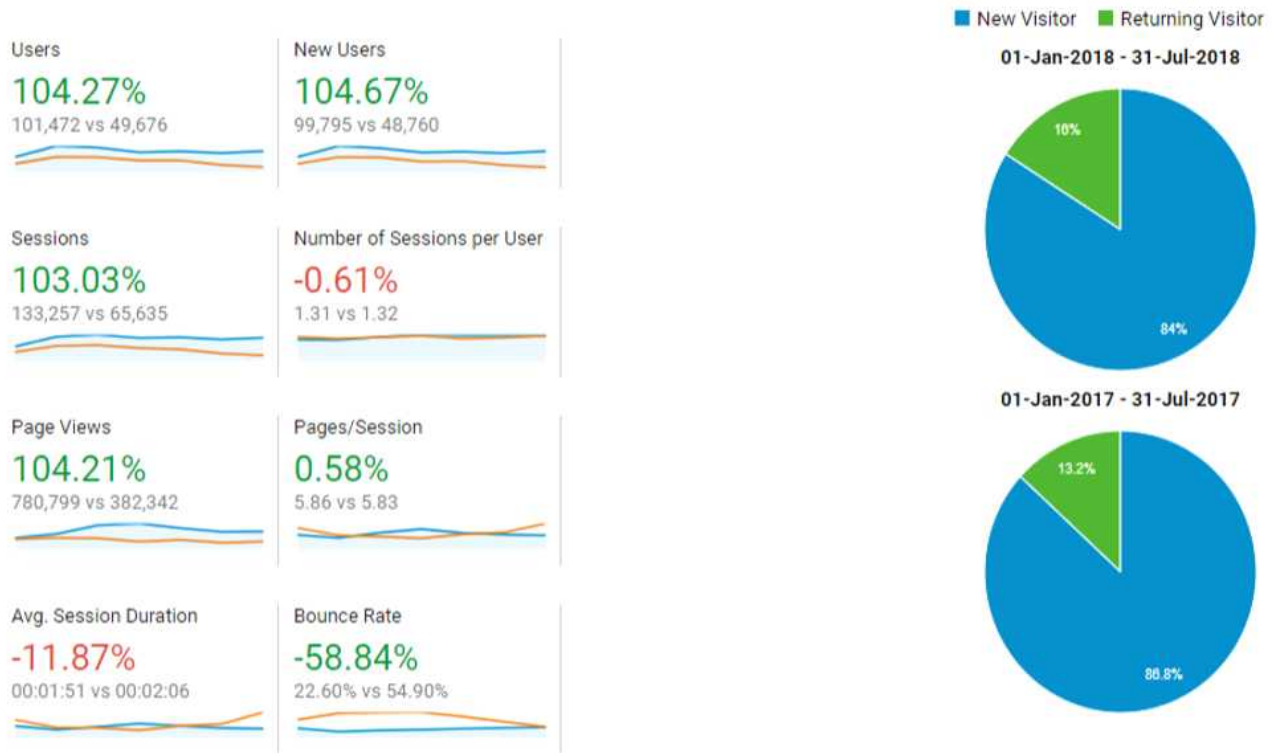 New Visitor Returning Visitor
01-Jan-2018 - 31-Jul-2018
16%
84%
01-Jan-2017 - 31-Jul-2017
13.2%
86.8%
Users
104.27%
101,472 vs 49,676
New Users
104.67%
99,795 vs 48,760
Sessions
103.03%
133,257 vs 65,635
Number of Sessions per User
-0.61%
1.31 vs 1.32
Page Views
104.21%
780,799 vs 382,342
Pages/Session
0.58%
5.86 vs 5.83
Avg. Session Duration
-11.87%
00:01:51 vs 00:02:06
Bounce Rate
-58.84%
22.60% vs 54.90%